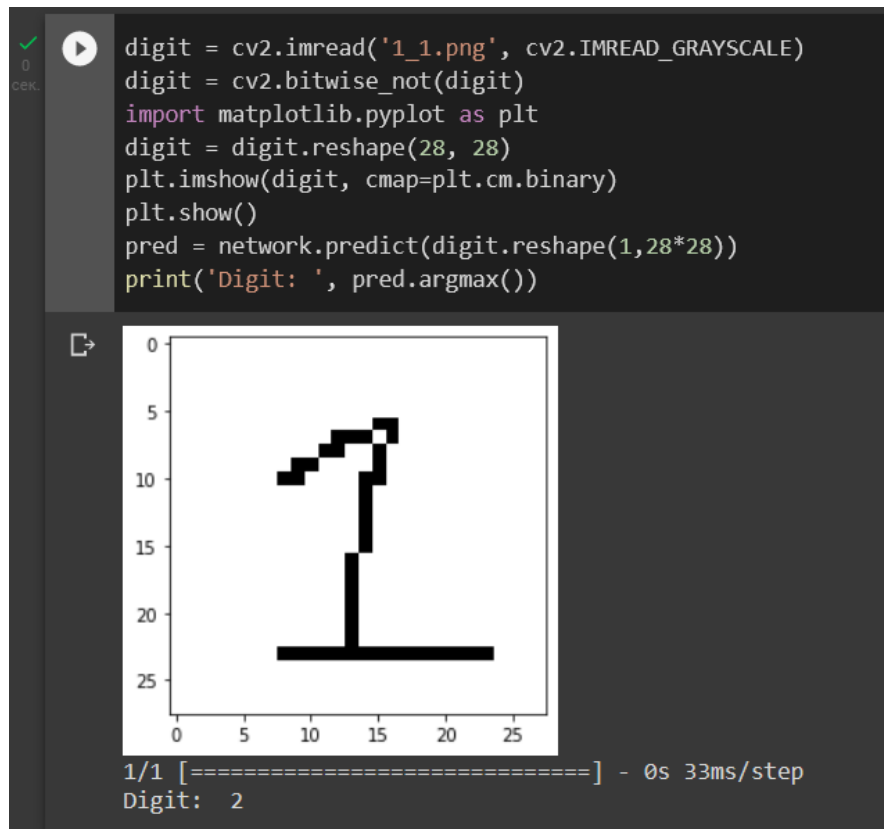 0
сек.
digit = cv2.imread('1_1.png', cv2.IMREAD_GRAYSCALE)
digit = cv2.bitwise_not(digit)
import matplotlib.pyplot as plt
digit = digit.reshape(28, 28)
plt.imshow(digit, cmap=plt.cm.binary)
plt.show()
pred = network.predict(digit.reshape(1,28*28))
print('Digit: ', pred.argmax())
0
5
10
15
20
25
0 5 10 15 20 25
1/1 [==============================] - 0s 33ms/step
Digit:  2